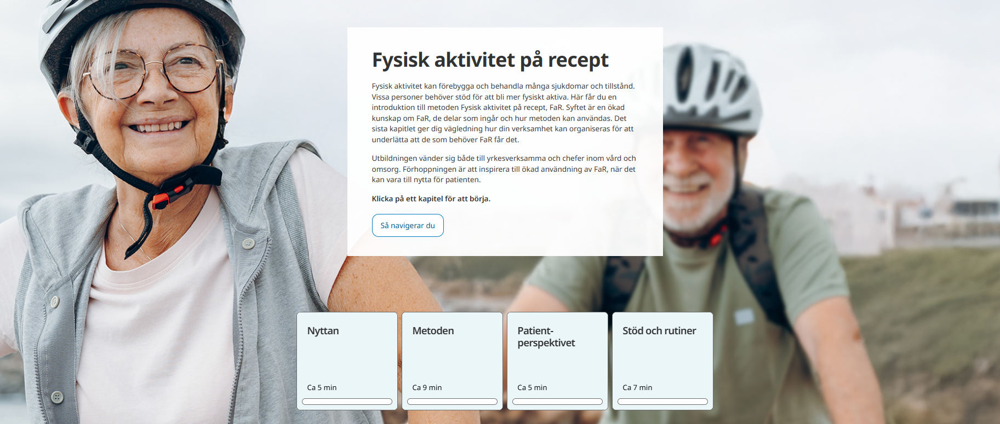 Fysisk aktivitet på recept
Fysisk aktivitet kan förebygga och behandla många sjukdomar och tillstånd.
Vissa personer behöver stöd för att bli mer fysiskt aktiva. Här får du en
introduktion till metoden Fysisk aktivitet på recept, FaR. Syftet är en ökad
kunskap om FaR, de delar som ingår och hur metoden kan användas. Det
sista kapitlet ger dig vägledning hur din verksamhet kan organiseras för att
underlätta att de som behöver FaR får det.
Utbildningen vänder sig både till yrkesverksamma och chefer inom vård och
omsorg. Förhoppningen är att inspirera till ökad användning av FaR, när det
kan vara till nytta för patienten.
Klicka på ett kapitel för att börja.
Så navigerar du
Nyttan
Ca 5 min
Metoden
Ca 9 min
Patient-
perspektivet
Ca 5 min
Stöd och rutiner
Ca 7 min